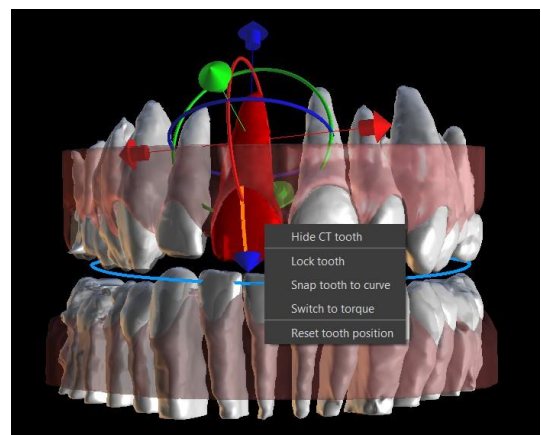 Hide CT tooth
Lock tooth
Snap tooth to curve
Switch to torque
Reset tooth position